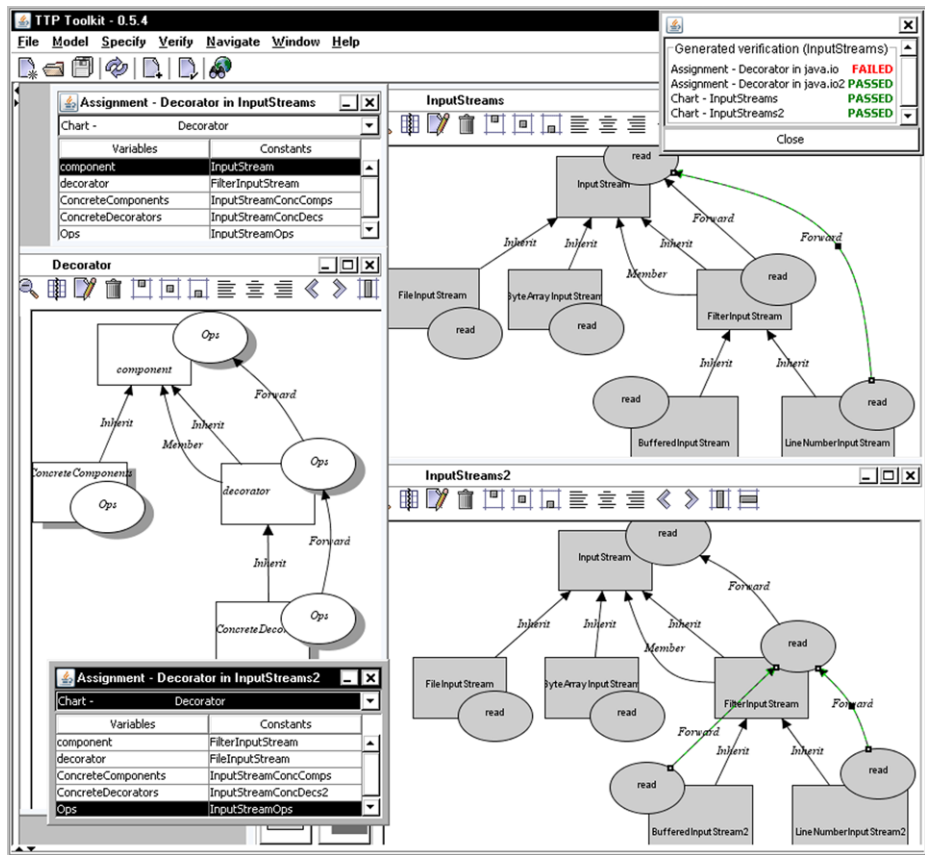 TTP Toolkit - 0.5.4
File Model Specify Verify Navigate Window Help
Generated verification (InputStreams)
Assignment - Decorator in java.io FAILED
Assignment - Decorator in java.io2 PASSED
Chart - InputStreams PASSED
Chart - InputStreams2 PASSED
Close
Assignment - Decorator in InputStreams
Chart - Decorator
Variables Constants
component InputStream
decorator FilterInputStream
ConcreteComponents InputStreamConcComps
ConcreteDecorators InputStreamConcDecs
Ops InputStreamOps
InputStreams
read
InputStream
Forward
Forward
Inherit
Inherit
Inherit
Member
read
FileInputStream
ByteArrayInputStream
FilterInputStream
read
read
Inherit
Inherit
read
read
BufferedInputStream
LineNumberInputStream
Decorator
Ops
component
Forward
Inherit
Inherit
Member
Ops
ConcreteComponents
decorator
Ops
Forward
Inherit
Ops
ConcreteDecor
InputStreams2
read
InputStream
Forward
Inherit
Inherit
Inherit
Member
read
FileInputStream
ByteArrayInputStream
FilterInputStream
read
read
Forward
Forward
Inherit
Inherit
read
read
BufferedInputStream2
LineNumberInputStream2
Assignment - Decorator in InputStreams2
Chart - Decorator
Variables Constants
component FilterInputStream
decorator FileInputStream
ConcreteComponents InputStreamConcComps
ConcreteDecorators InputStreamConcDecs2
Ops InputStreamOps